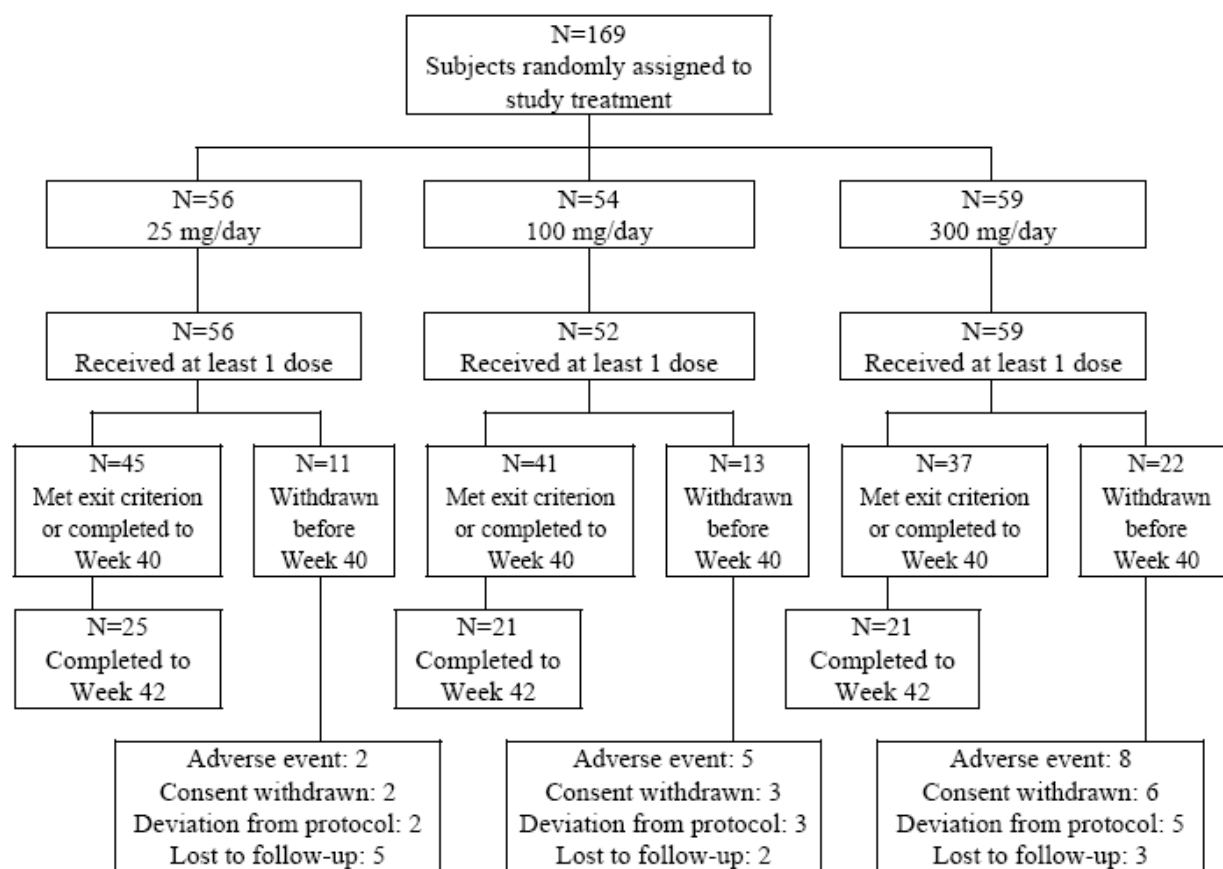 N=169
Subjects randomly assigned to
study treatment
N=56
25 mg/day
N=54
100 mg/day
N=59
300 mg/day
N=56
Received at least 1 dose
N=52
Received at least 1 dose
N=59
Received at least 1 dose
N=45
Met exit criterion
or completed to
Week 40
N=11
Withdrawn
before
Week 40
N=41
Met exit criterion
or completed to
Week 40
N=13
Withdrawn
before
Week 40
N=37
Met exit criterion
or completed to
Week 40
N=22
Withdrawn
before
Week 40
N=25
Completed to
Week 42
N=21
Completed to
Week 42
N=21
Completed to
Week 42
Adverse event: 2
Consent withdrawn: 2
Deviation from protocol: 2
Lost to follow-up: 5
Adverse event: 5
Consent withdrawn: 3
Deviation from protocol: 3
Lost to follow-up: 2
Adverse event: 8
Consent withdrawn: 6
Deviation from protocol: 5
Lost to follow-up: 3